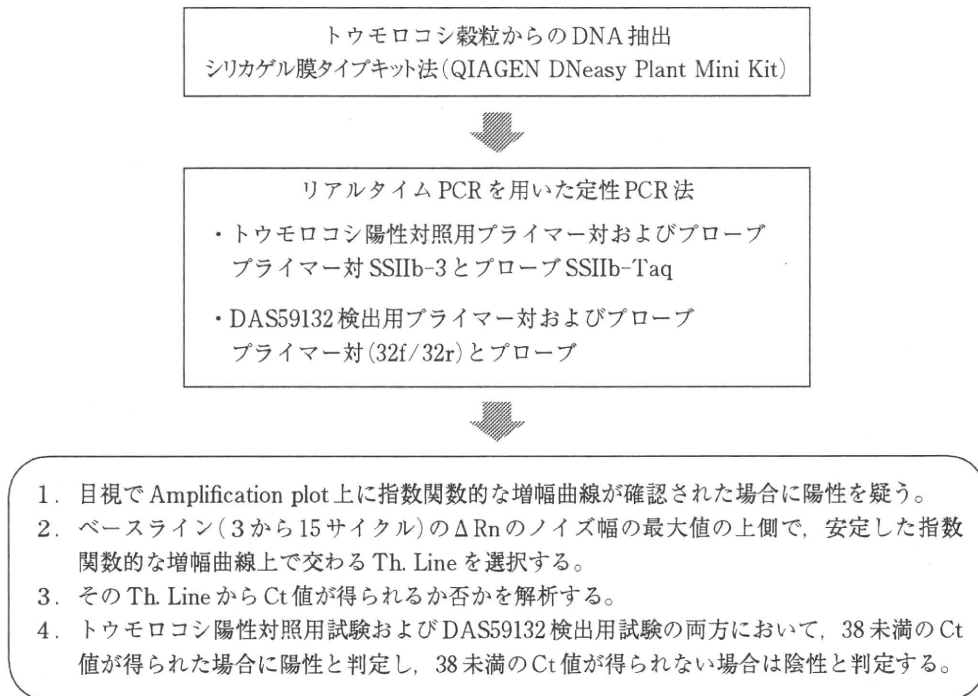 トウモロコシ穀粒からのDNA抽出
シリカゲル膜タイプキット法(QIAGEN DNeasy Plant Mini Kit)
リアルタイムPCRを用いた定性PCR法
・トウモロコシ陽性対照用プライマー対およびプローブ
プライマー対SSIIb-3とプローブSSIIb-Taq
・DAS59132検出用プライマー対およびプローブ
プライマー対(32f/32r)とプローブ
1. 目視でAmplification plot上に指数関数的な増幅曲線が確認された場合に陽性を疑う。
2. ベースライン(3から15サイクル)のΔRnのノイズ幅の最大値の上側で，安定した指数
関数的な増幅曲線上で交わるTh. Lineを選択する。
3. そのTh. LineからCt値が得られるか否かを解析する。
4. トウモロコシ陽性対照用試験およびDAS59132検出用試験の両方において，38未満のCt
値が得られた場合に陽性と判定し，38未満のCt値が得られない場合は陰性と判定する。